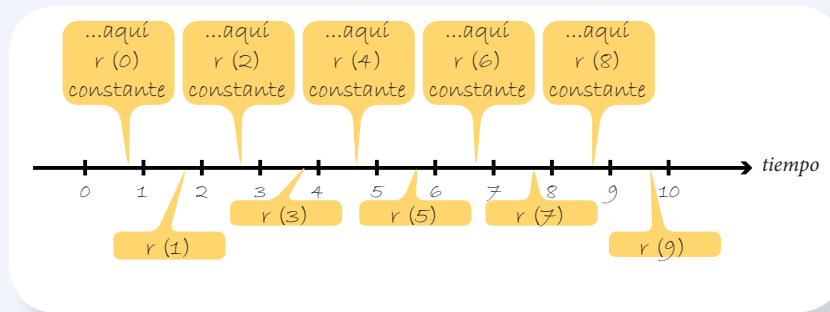 ...aquí
r (0)
constante
...aquí
r (2)
constante
...aquí
r (4)
constante
...aquí
r (6)
constante
...aquí
r (8)
constante
tiempo
0 1 2 3 4 5 6 7 8 9 10
r (3)
r (5)
r (7)
r (1)
r (9)